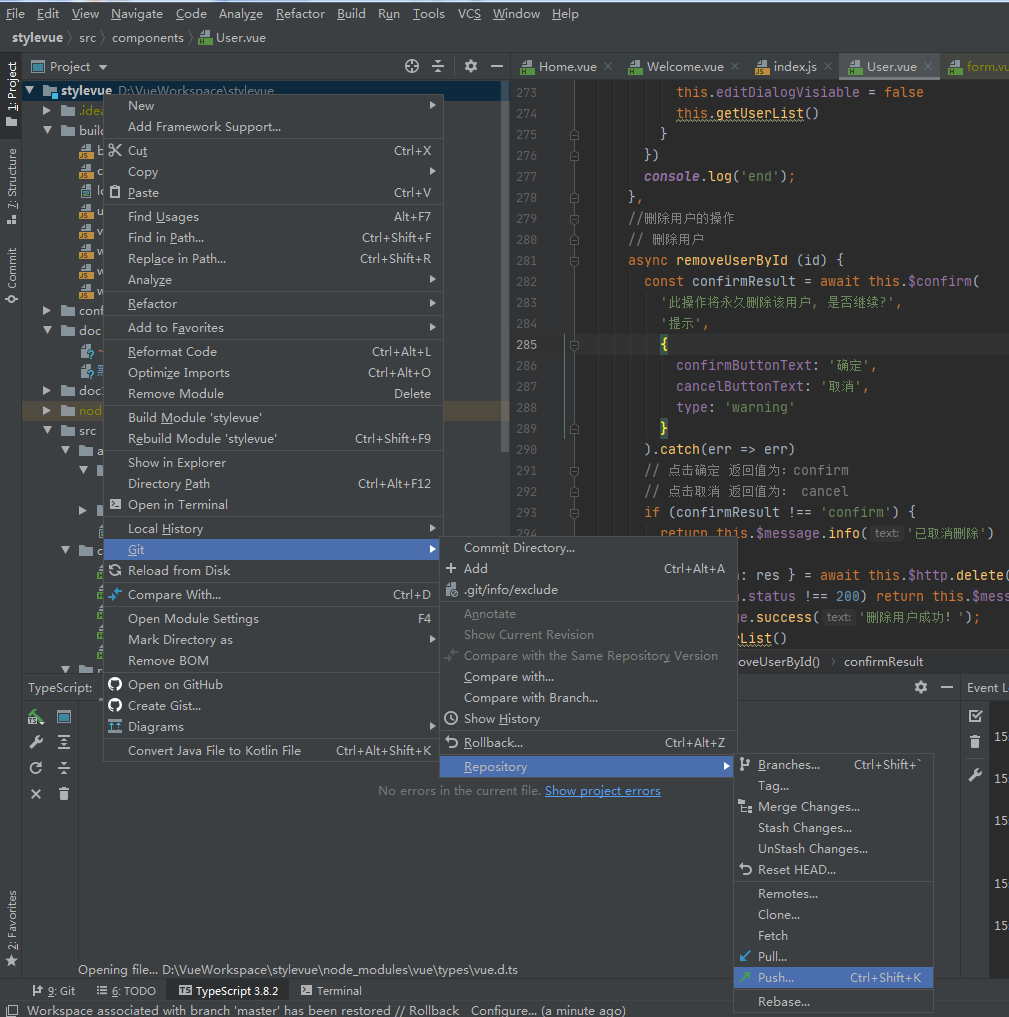 File Edit View Navigate Code Analyze Refactor Build Run Tools VCS Window Help
stylevue src components User.vue
Project
Home.vue Welcome.vue index.js User.vue form.vu
1: Project
7: Structure
Commit
2: Favorites
stylevue D:\VueWorkspace\stylevue
.idea
build
conf
doc
doc
nod
src
New
Add Framework Support...
Cut Ctrl+X
Copy
Paste Ctrl+V
Find Usages Alt+F7
Find in Path... Ctrl+Shift+F
Replace in Path... Ctrl+Shift+R
Analyze
Refactor
Add to Favorites
Reformat Code Ctrl+Alt+L
Optimize Imports Ctrl+Alt+O
Remove Module Delete
Build Module 'stylevue'
Rebuild Module 'stylevue' Ctrl+Shift+F9
Show in Explorer
Directory Path Ctrl+Alt+F12
Open in Terminal
Local History
Git
Reload from Disk
Compare With... Ctrl+D
Open Module Settings F4
Mark Directory as
Remove BOM
Open on GitHub
Create Gist...
Diagrams
Convert Java File to Kotlin File Ctrl+Alt+Shift+K
273 this.editDialogVisiable = false
274 this.getUserList()
275 }
276 })
277 console.log('end');
278 },
279 //删除用户的操作
280 // 删除用户
281 async removeUserById (id) {
282 const confirmResult = await this.$confirm(
283 '此操作将永久删除该用户, 是否继续?',
284 '提示',
285 {
286 confirmButtonText: '确定',
287 cancelButtonText: '取消',
288 type: 'warning'
289 }
290 ).catch(err => err)
291 // 点击确定 返回值为：confirm
292 // 点击取消 返回值为： cancel
293 if (confirmResult !== 'confirm') {
294 return this.$message.info( text: '已取消删除')
: res } = await this.$http.delete(
.status !== 200) return this.$mess
ge.success( text: '删除用户成功！');
rList()
oveUserById() confirmResult
Commit Directory...
Add Ctrl+Alt+A
.git/info/exclude
Annotate
Show Current Revision
Compare with the Same Repository Version
Compare with...
Compare with Branch...
Show History
Rollback... Ctrl+Alt+Z
Repository
Branches... Ctrl+Shift+`
Tag...
Merge Changes...
Stash Changes...
UnStash Changes...
Reset HEAD...
Remotes...
Clone...
Fetch
Pull...
Push... Ctrl+Shift+K
Rebase...
TypeScript:
Event L
15
15
15
15
15
No errors in the current file. Show project errors
Opening file... D:\VueWorkspace\stylevue\node_modules\vue\types\vue.d.ts
9: Git 6: TODO TypeScript 3.8.2 Terminal
Workspace associated with branch 'master' has been restored // Rollback Configure... (a minute ago)